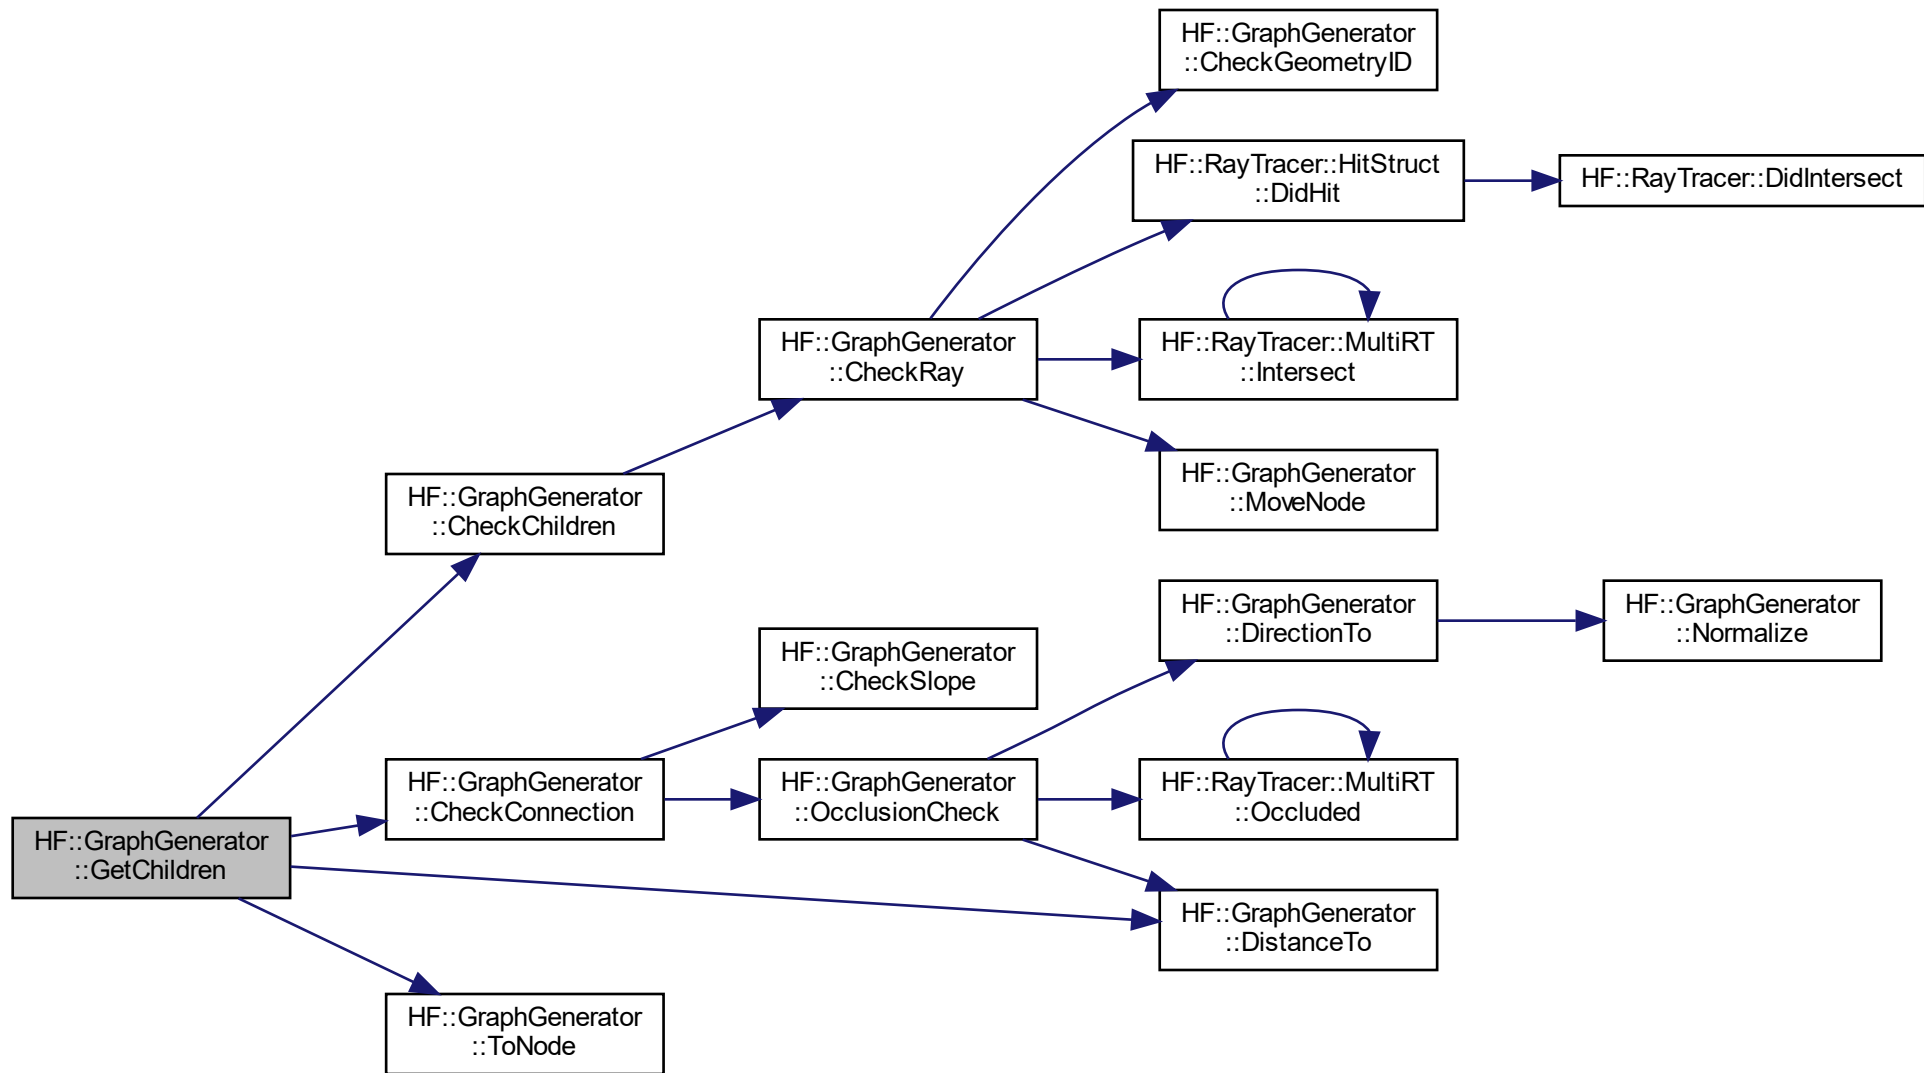 HF::GraphGenerator
::CheckGeometryID
HF::RayTracer::HitStruct
::DidHit
HF::RayTracer::DidIntersect
HF::GraphGenerator
::CheckRay
HF::RayTracer::MultiRT
::Intersect
HF::GraphGenerator
::MoveNode
HF::GraphGenerator
::CheckChildren
HF::GraphGenerator
::DirectionTo
HF::GraphGenerator
::Normalize
HF::GraphGenerator
::CheckSlope
HF::GraphGenerator
::CheckConnection
HF::GraphGenerator
::OcclusionCheck
HF::RayTracer::MultiRT
::Occluded
HF::GraphGenerator
::GetChildren
HF::GraphGenerator
::DistanceTo
HF::GraphGenerator
::ToNode